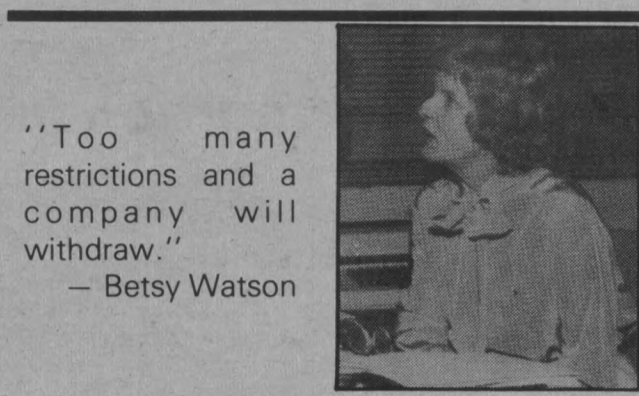 ''Too many
restrictions and a
company will
withdraw.''
— Betsy Watson